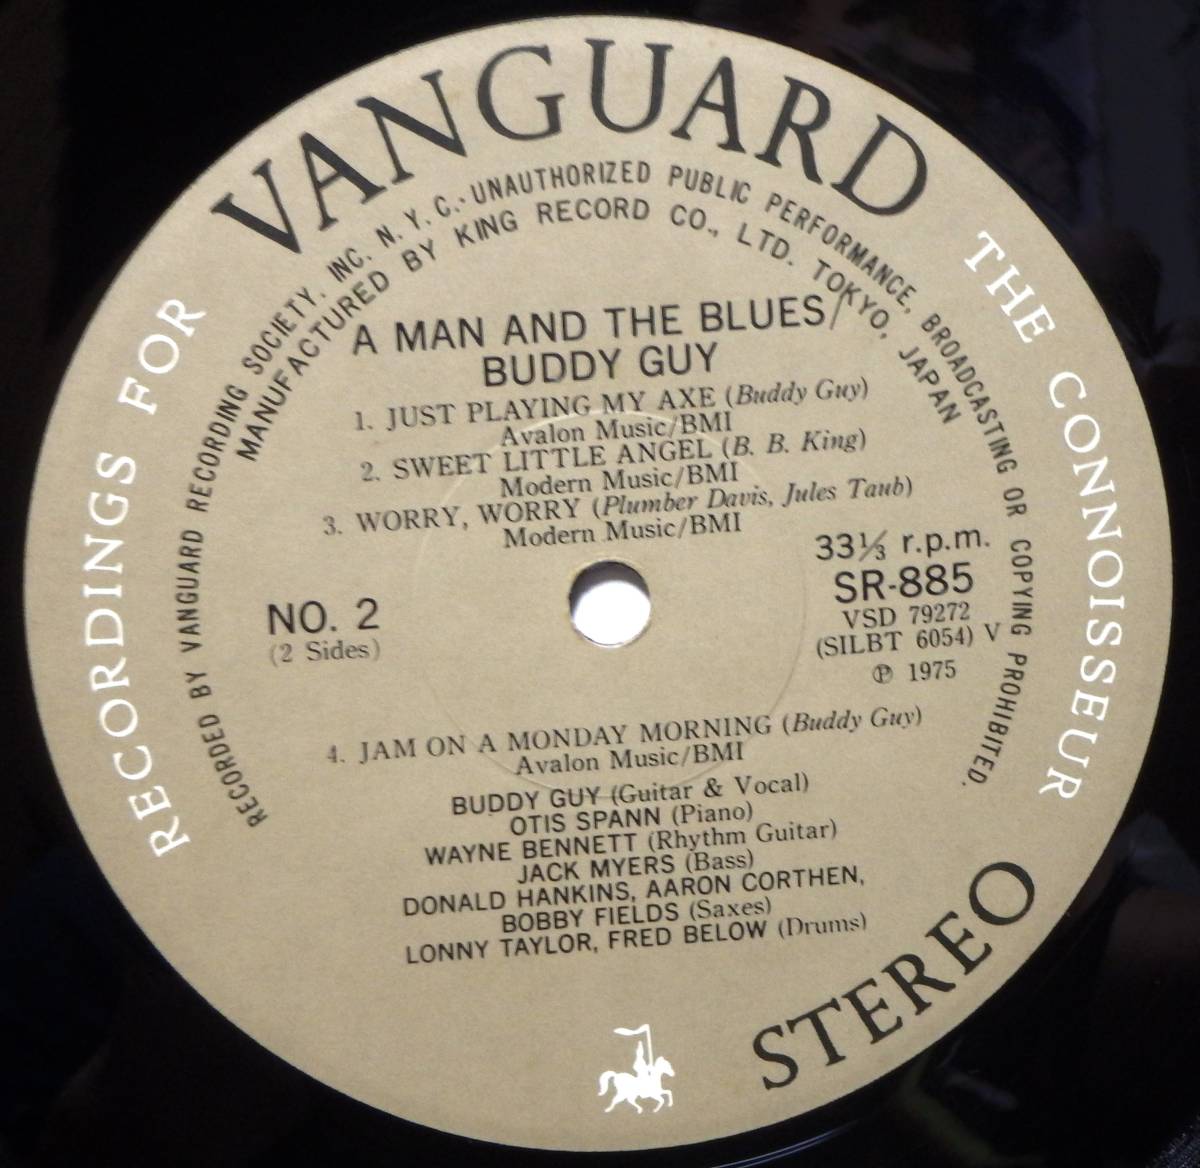 VANGUARD
RECORDINGS FOR THE CONNOISSEUR
RECORDED BY VANGUARD RECORDING SOCIETY, INC. N. Y. C.· UNAUTHORIZED PUBLIC PERFORMANCE, BROADCASTING OR COPYING PROHIBITED.
MANUFACTURED BY KING RECORD CO., LTD. TOKYO, JAPAN
A MAN AND THE BLUES/
BUDDY GUY
1. JUST PLAYING MY AXE (Buddy Guy)
Avalon Music/BMI
2. SWEET LITTLE ANGEL (B. B. King)
Modern Music/BMI
3. WORRY, WORRY (Plumber Davis, Jules Taub)
Modern Music/BMI
33⅓ r.p.m.
SR-885
VSD 79272
(SILBT 6054) V
℗ 1975
NO. 2
(2 Sides)
4. JAM ON A MONDAY MORNING (Buddy Guy)
Avalon Music/BMI
BUDDY GUY (Guitar & Vocal)
OTIS SPANN (Piano)
WAYNE BENNETT (Rhythm Guitar)
JACK MYERS (Bass)
DONALD HANKINS, AARON CORTHEN,
BOBBY FIELDS (Saxes)
LONNY TAYLOR, FRED BELOW (Drums)
STEREO